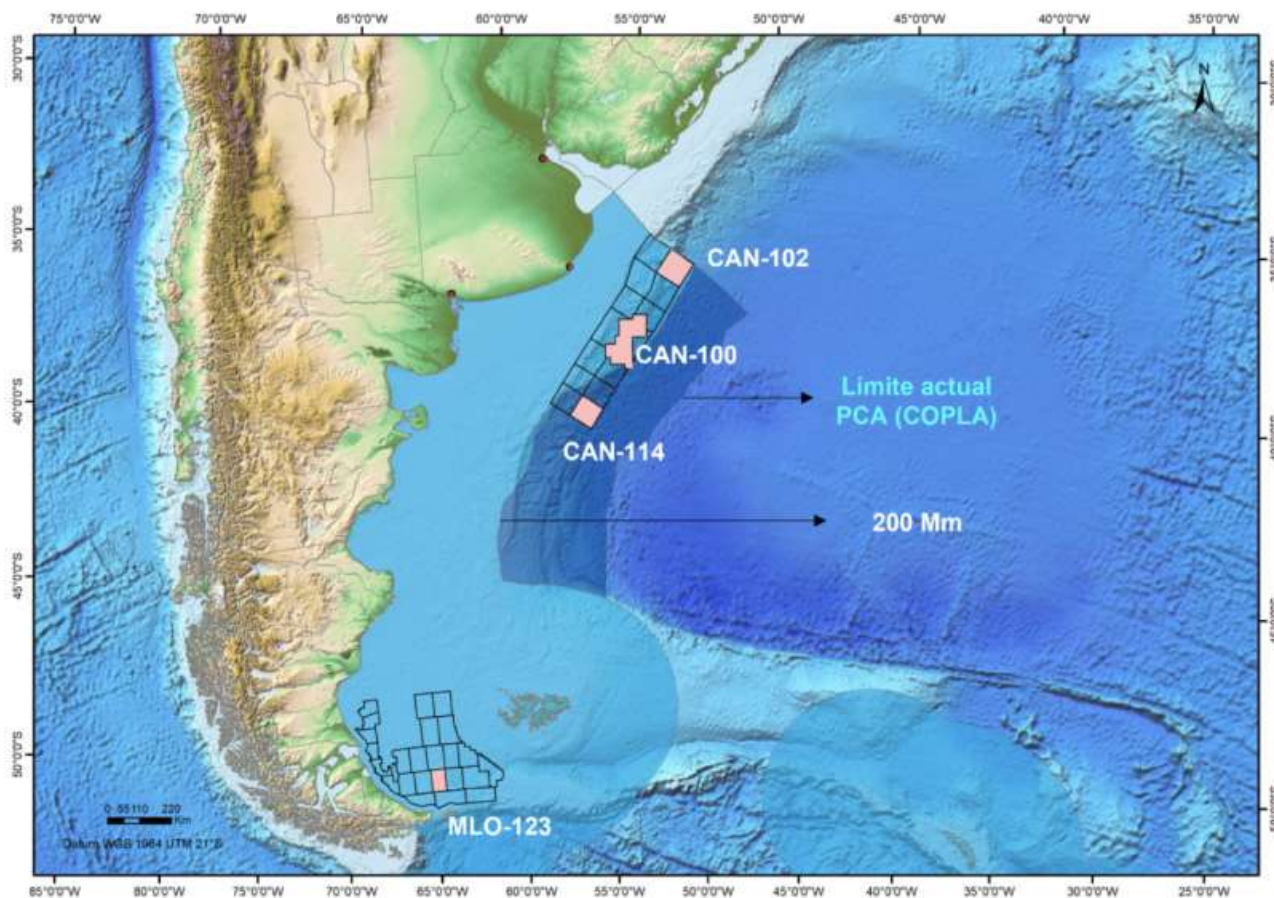 75°0'0"W 70°0'0"W 65°0'0"W 60°0'0"W 55°0'0"W 50°0'0"W 45°0'0"W 40°0'0"W 35°0'0"W
30°0'0"S
N
35°0'0"S
CAN-102
CAN-100
40°0'0"S
Limite actual
PCA (COPLA)
CAN-114
200 Mm
45°0'0"S
50°0'0"S
0 55 110 220
Km
MLO-123
Datum WGS 1984 UTM 21°S
85°0'0"W 80°0'0"W 75°0'0"W 70°0'0"W 65°0'0"W 60°0'0"W 55°0'0"W 50°0'0"W 40°0'0"W 30°0'0"W 25°0'0"W